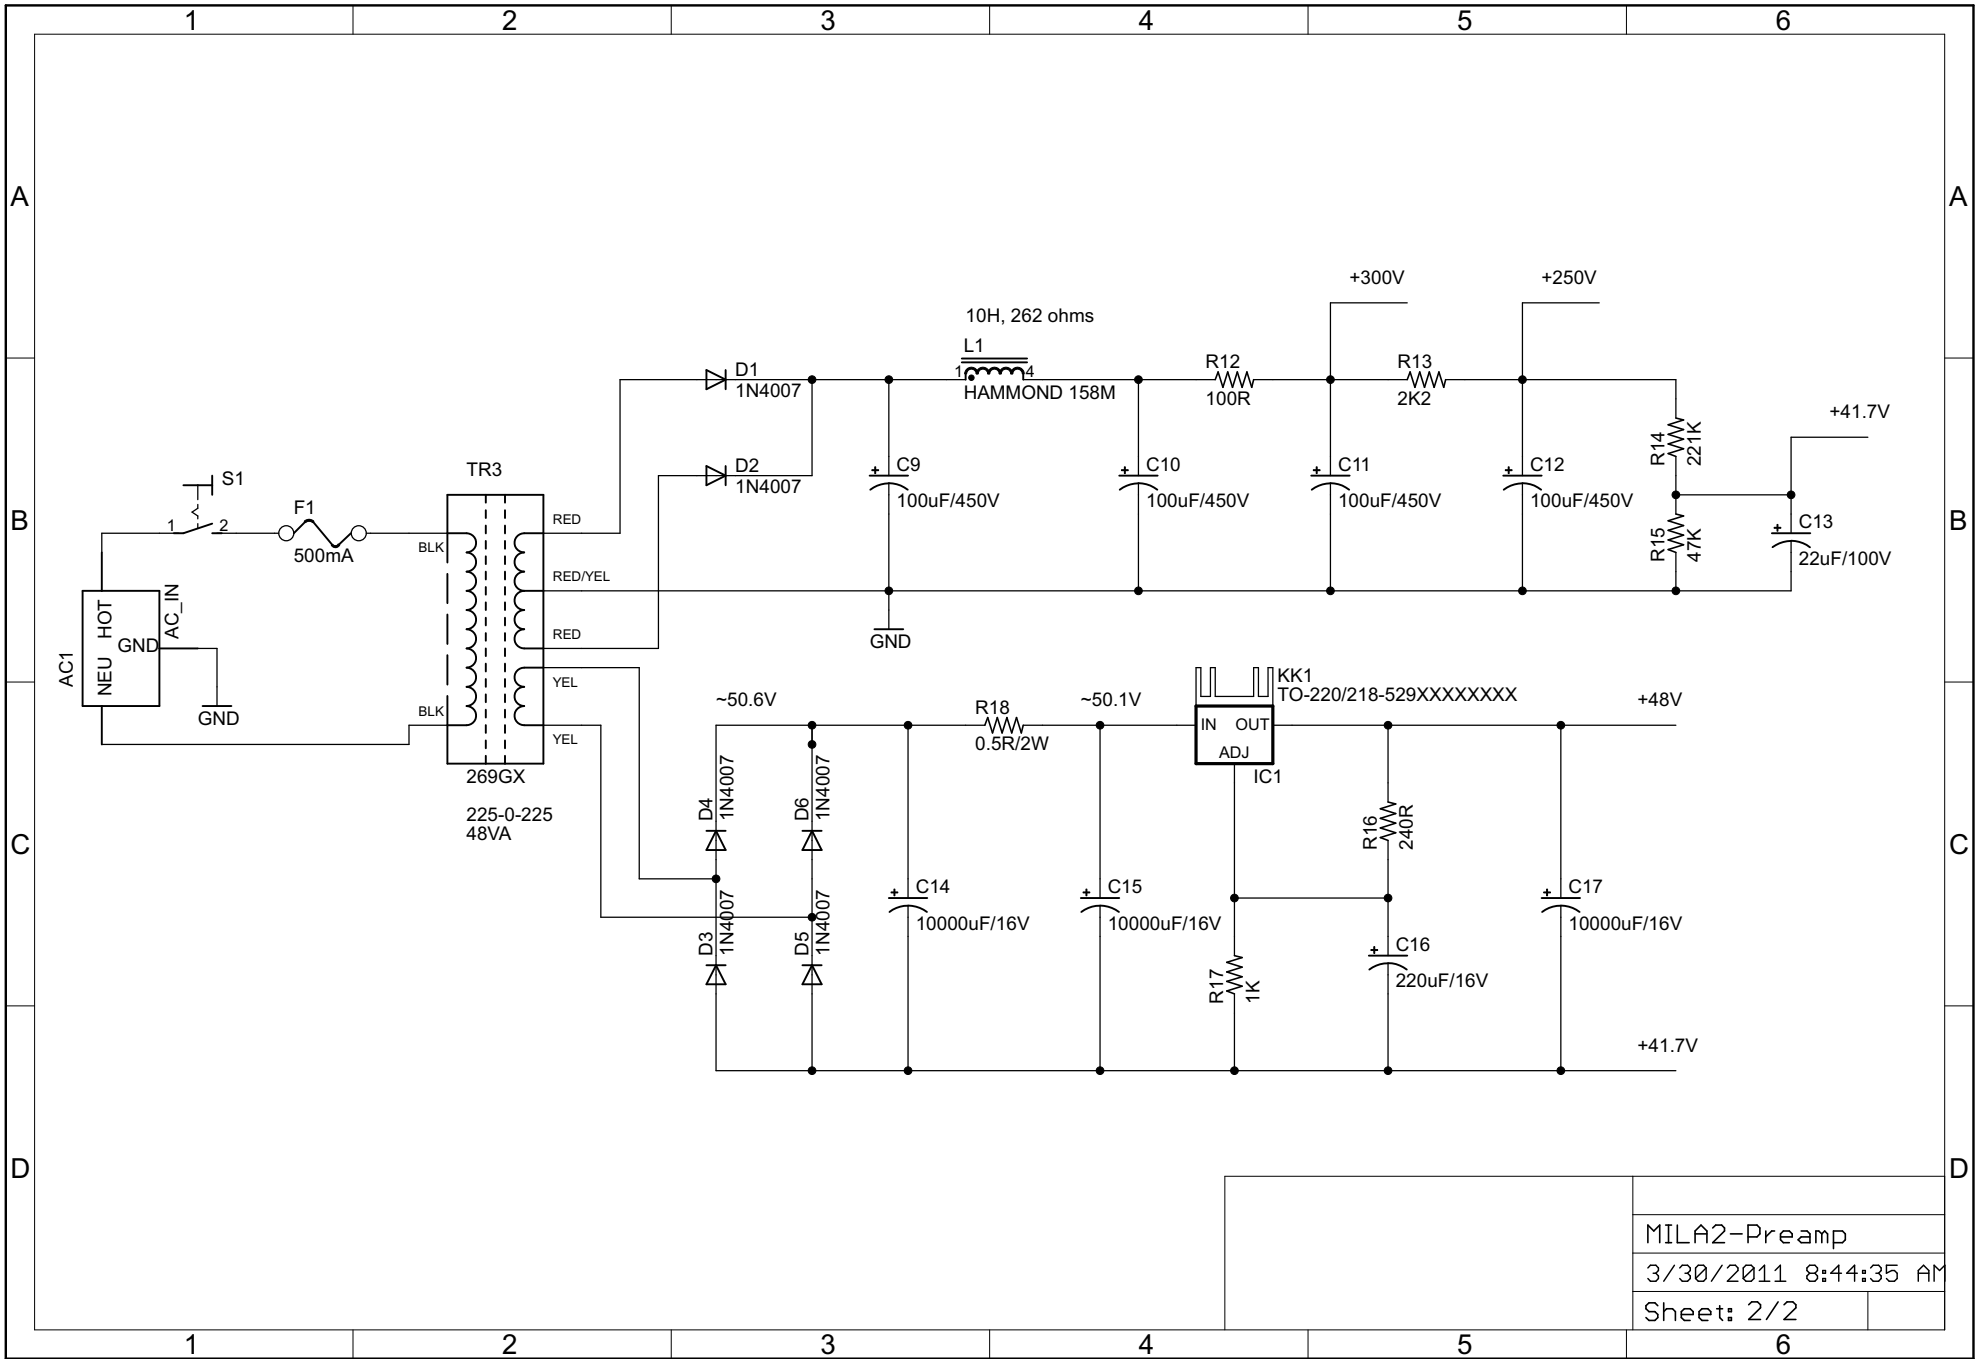 1 2 3 4 5 6
A A
+300V +250V
10H, 262 ohms
L1
1 4
HAMMOND 158M
D1
1N4007
R12
100R
R13
2K2
+41.7V
R14
221K
D2
1N4007
C9
100uF/450V
C10
100uF/450V
C11
100uF/450V
C12
100uF/450V
TR3
S1
1 2
F1
500mA
B B
BLK
RED
RED/YEL
RED
YEL
YEL
BLK
R15
47K
C13
22uF/100V
AC1
HOT
GND
NEU
AC_IN
GND
GND
269GX
225-0-225
48VA
~50.6V
R18
0.5R/2W
~50.1V
KK1
TO-220/218-529XXXXXXXX
IN OUT
ADJ
IC1
+48V
D4
1N4007
D6
1N4007
R16
240R
C C
D3
1N4007
D5
1N4007
C14
10000uF/16V
C15
10000uF/16V
C17
10000uF/16V
C16
220uF/16V
R17
1K
+41.7V
D D
MILA2-Preamp
3/30/2011 8:44:35 AM
Sheet: 2/2
1 2 3 4 5 6